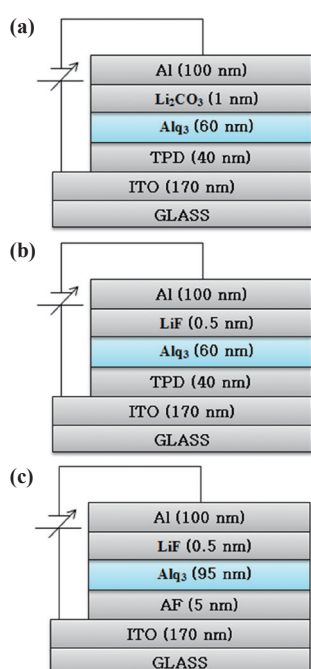 (a)
Al (100 nm)
Li₂CO₃ (1 nm)
Alq₃ (60 nm)
TPD (40 nm)
ITO (170 nm)
GLASS
(b)
Al (100 nm)
LiF (0.5 nm)
Alq₃ (60 nm)
TPD (40 nm)
ITO (170 nm)
GLASS
(c)
Al (100 nm)
LiF (0.5 nm)
Alq₃ (95 nm)
AF (5 nm)
ITO (170 nm)
GLASS